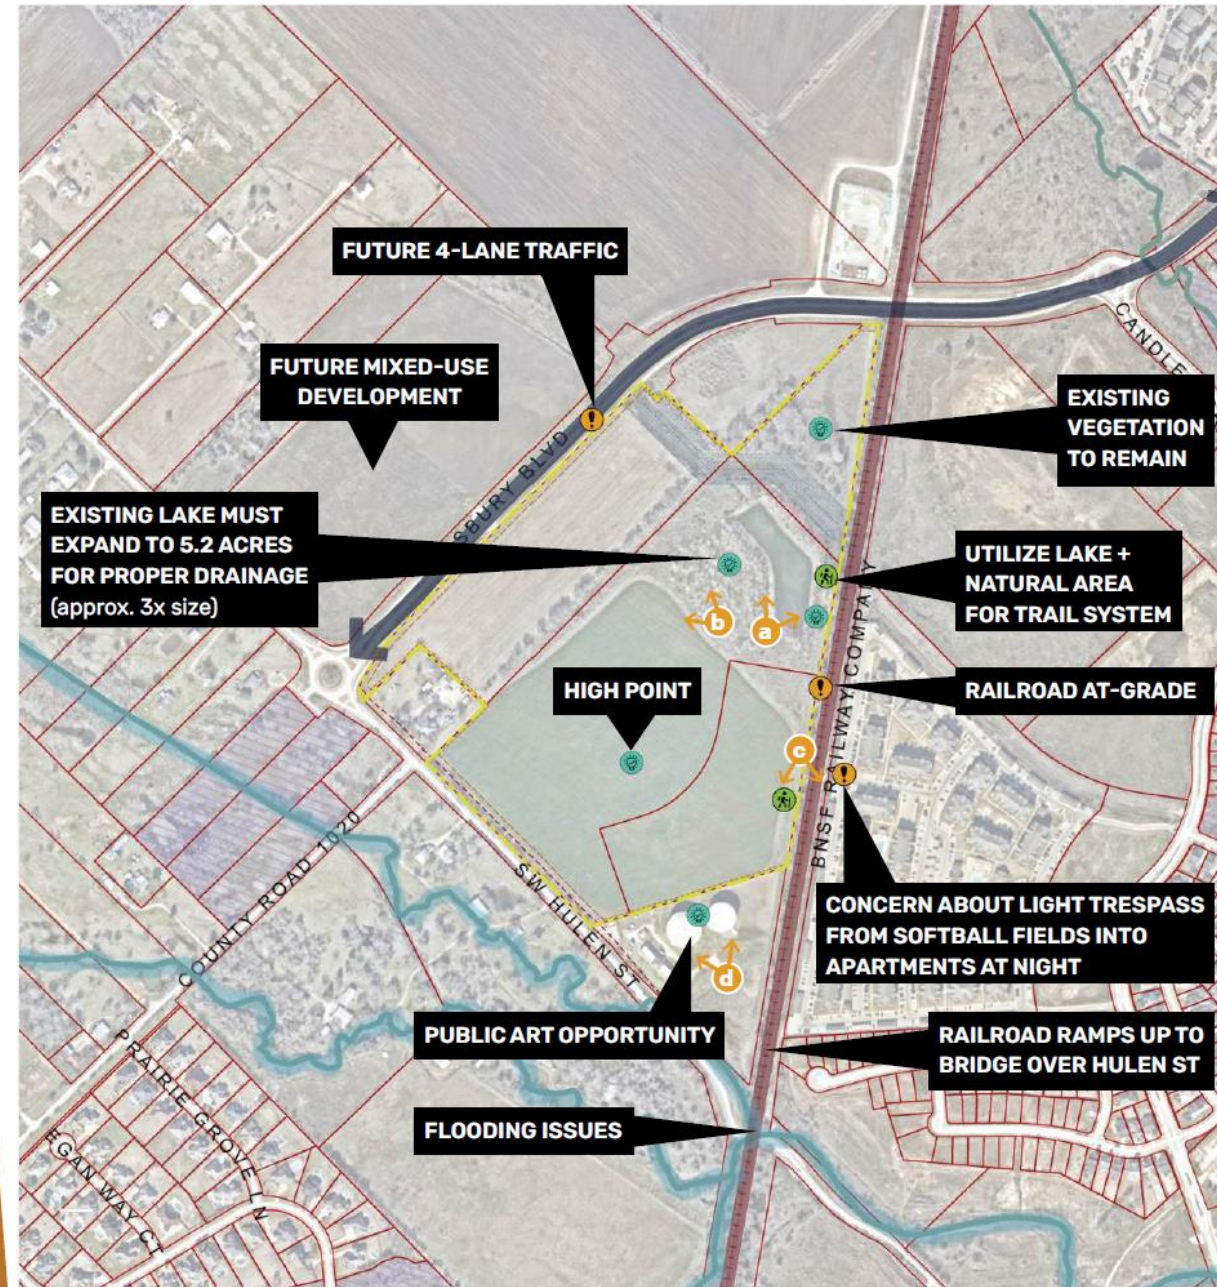 FUTURE 4-LANE TRAFFIC
FUTURE MIXED-USE
DEVELOPMENT
CANDLE
EXISTING
VEGETATION
TO REMAIN
SBURY BLVD
EXISTING LAKE MUST
EXPAND TO 5.2 ACRES
FOR PROPER DRAINAGE
(approx. 3x size)
UTILIZE LAKE +
NATURAL AREA
FOR TRAIL SYSTEM
b
a
HIGH POINT
RAILROAD AT-GRADE
c
BNSF RAILWAY COMPANY
COUNTY ROAD 1020
SW HULEN ST
CONCERN ABOUT LIGHT TRESPASS
FROM SOFTBALL FIELDS INTO
APARTMENTS AT NIGHT
d
PUBLIC ART OPPORTUNITY
RAILROAD RAMPS UP TO
BRIDGE OVER HULEN ST
PRAIRIE GROVE LN
FLOODING ISSUES
EGAN WAY CT